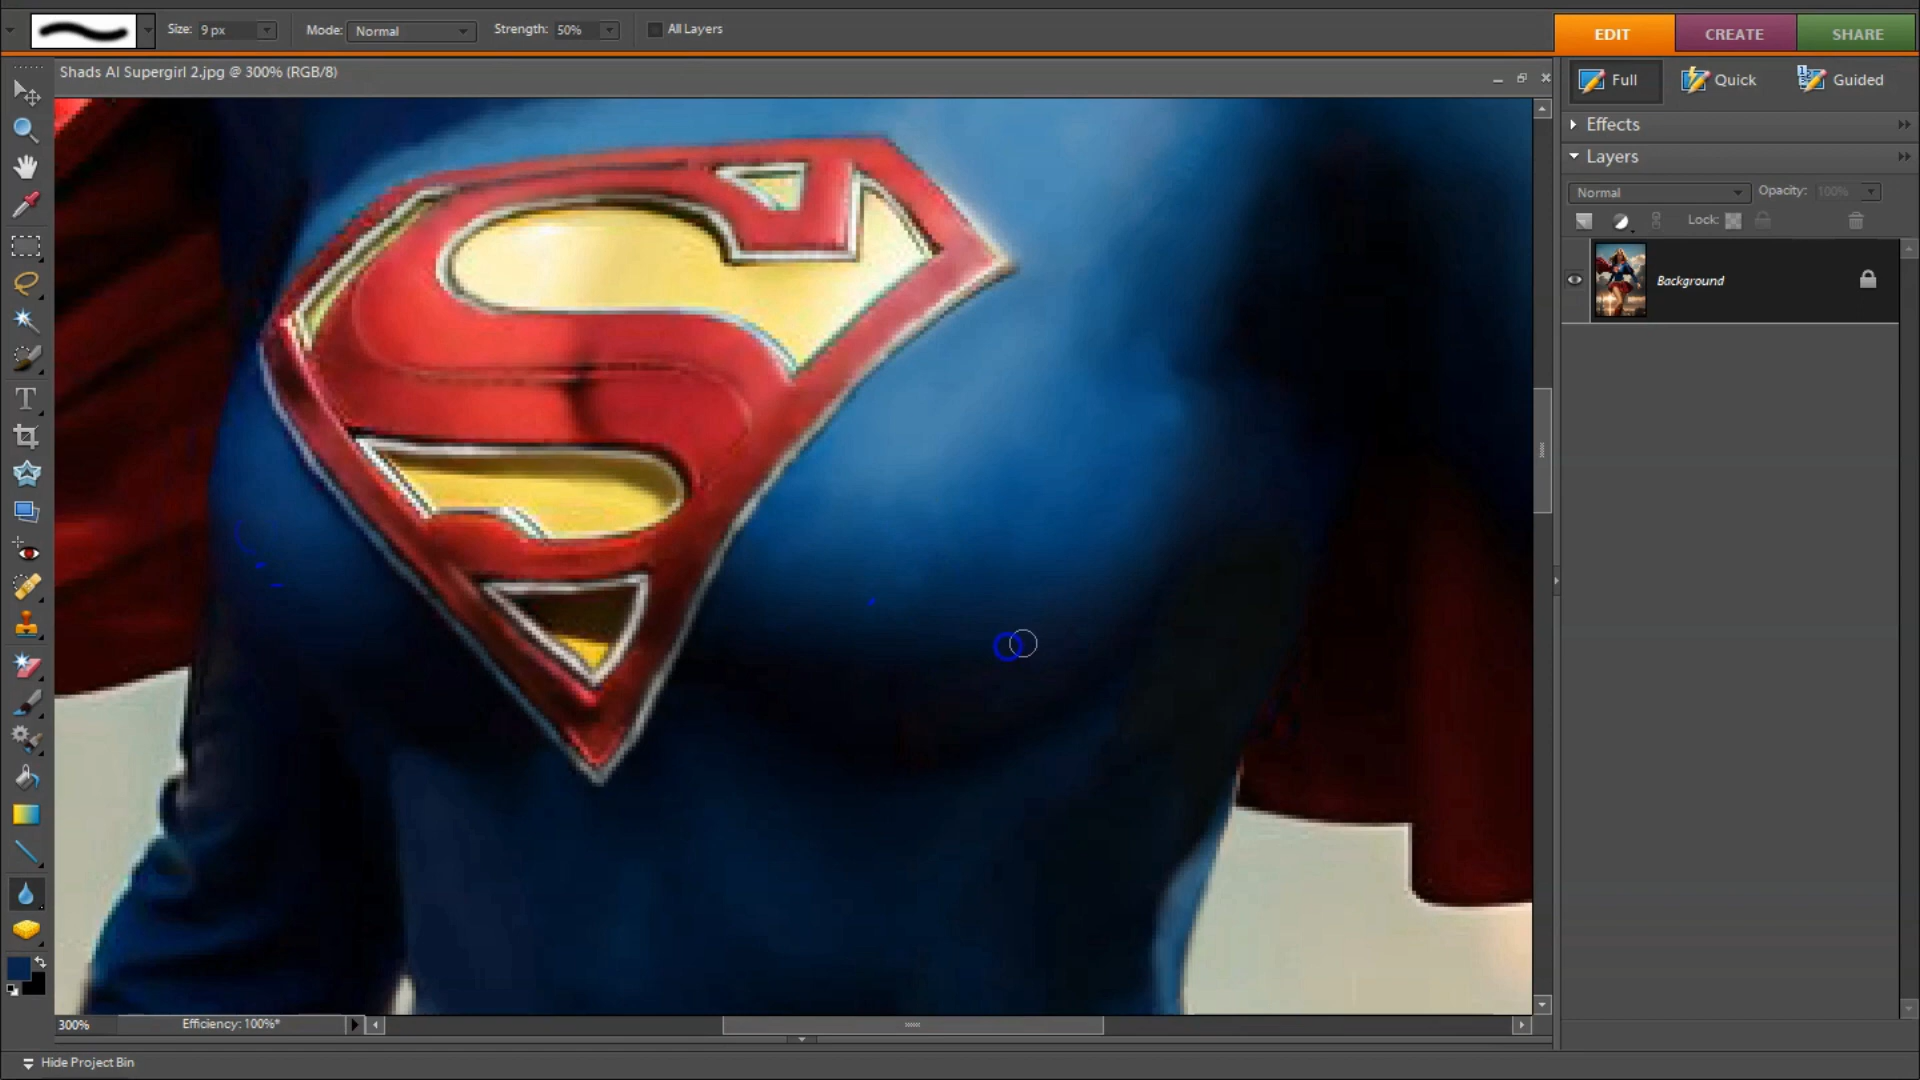 Size: 9 px Mode: Normal Strength: 50% All Layers
EDIT CREATE SHARE
Shads AI Supergirl 2.jpg @ 300% (RGB/8)
Full Quick Guided
Effects
Layers
Normal Opacity: 100%
Lock:
Background
300% Efficiency: 100%*
Hide Project Bin